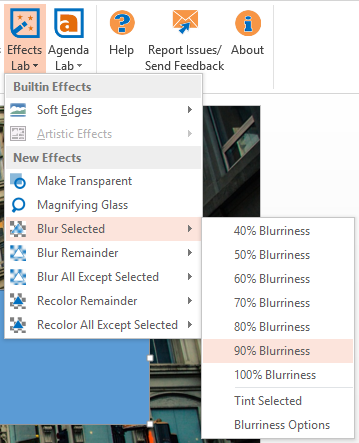 Effects
Lab
Agenda
Lab
Help
Report Issues/
Send Feedback
About
Builtin Effects
Soft Edges
Artistic Effects
New Effects
Make Transparent
Magnifying Glass
Blur Selected
Blur Remainder
Blur All Except Selected
Recolor Remainder
Recolor All Except Selected
40% Blurriness
50% Blurriness
60% Blurriness
70% Blurriness
80% Blurriness
90% Blurriness
100% Blurriness
Tint Selected
Blurriness Options